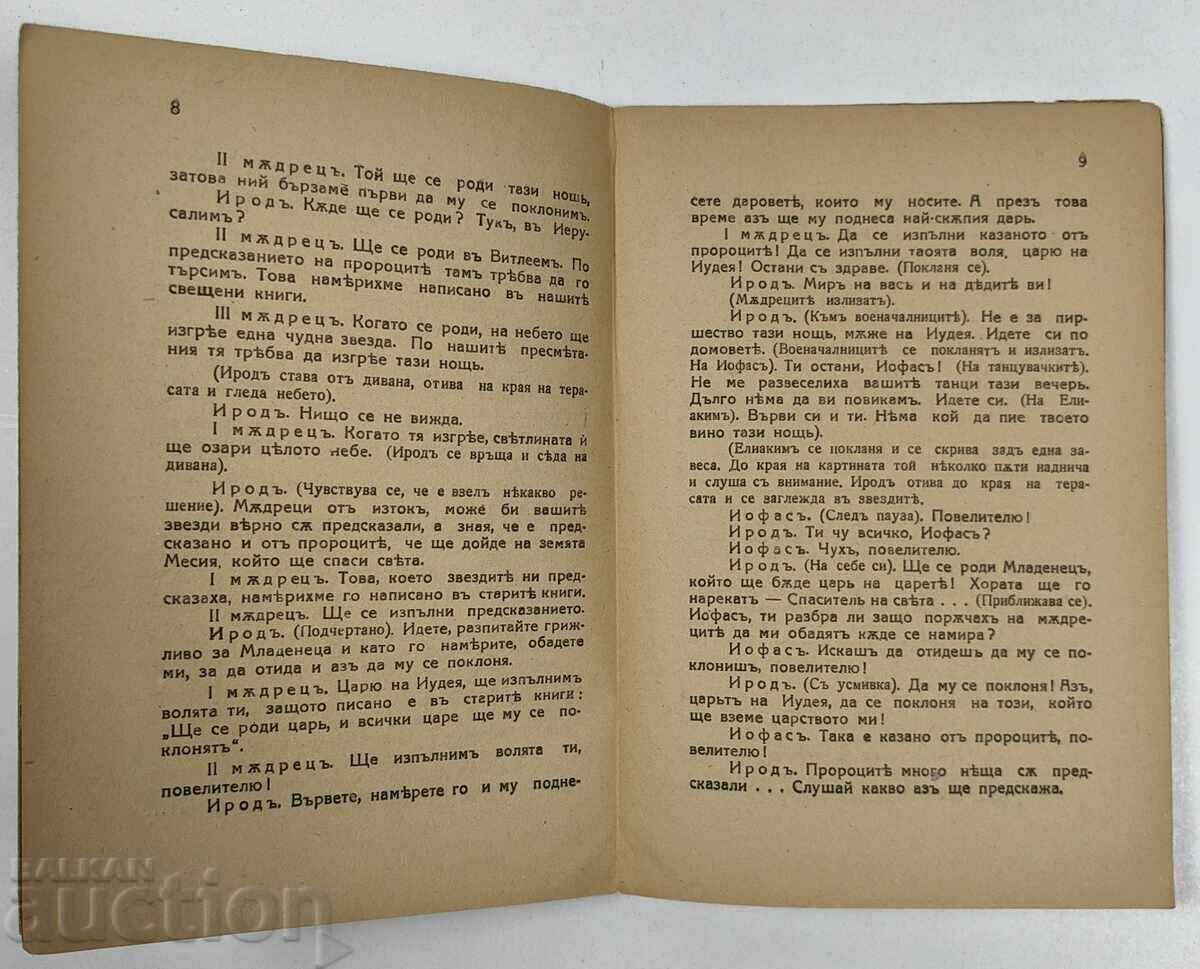 8
II мѫдрецъ. Той ще се роди тази нощь,
затова ний бързаме първи да му се поклонимъ.
Иродъ. Кѫде ще се роди? Тукъ, въ Иеру-
салимъ?
II мѫдрецъ. Ще се роди въ Витлеемъ. По
предсказанието на пророците тамъ трѣбва да го
търсимъ. Това намѣрихме написано въ нашитѣ
свещени книги.
III мѫдрецъ. Когато се роди, на небето ще
изгрѣе една чудна звезда. По нашитѣ пресмѣта-
ния тя трѣбва да изгрѣе тази нощь.
(Иродъ става отъ дивана, отива на края на тера-
сата и гледа небето).
Иродъ. Нищо се не вижда.
I мѫдрецъ. Когато тя изгрѣе, свѣтлината ѝ
ще озари цѣлото небе. (Иродъ се връща и сѣда на
дивана).
Иродъ. (Чувствува се, че е взелъ нѣкакво ре-
шение). Мѫдреци отъ изтокъ, може би вашитѣ
звезди вѣрно сѫ предсказали, а зная, че е пред-
сказано и отъ пророцитѣ, че ще дойде на земята
Месия, който ще спаси свѣта.
I мѫдрецъ. Това, което звездитѣ ни пред-
сказаха, намѣрихме го написано въ старитѣ книги.
II мѫдрецъ. Ще се изпълни предсказанието.
Иродъ. (Подчертано). Идете, разпитайте гриж-
ливо за Младенеца и като го намѣрите, обадете
ми, за да отида и азъ да му се поклоня.
I мѫдрецъ. Царю на Иудея, ще изпълнимъ
волята ти, защото писано е въ старитѣ книги:
„Ще се роди царь, и всички царе ще му се по-
клонятъ“.
II мѫдрецъ. Ще изпълнимъ волята ти,
повелителю!
Иродъ. Вървете, намѣрете го и му подне-
9
сете дароветѣ, които му носите. А презъ това
време азъ ще му поднеса най-скѫпия даръ.
I мѫдрецъ. Да се изпълни казаното отъ
пророцитѣ! Да се изпълни таоята воля, царю на
Иудея! Остани съ здраве. (Покланя се).
Иродъ. Миръ на васъ и на дѣдитѣ ви!
(Мѫдрецитѣ излизатъ).
Иродъ. (Къмъ военачалницитѣ). Не е за пир-
шество тази нощь, мѫже на Иудея. Идете си по
домоветѣ. (Военачалницитѣ се покланятъ и излизатъ.
На Иофасъ). Ти остани, Иофасъ! (На танцувачкитѣ).
Не ме развеселиха вашитѣ танци тази вечерь.
Дълго нѣма да ви повикамъ. Идете си. (На Ели-
акимъ). Върви си и ти. Нѣма кой да пие твоето
вино тази нощь).
(Елиакимъ се покланя и се скрива задъ една за-
веса. До края на картината той нѣколко пѫти наднича
и слуша съ внимание. Иродъ отива до края на тера-
сата и се заглежда въ звездитѣ.
Иофасъ. (Следъ пауза). Повелителю!
Иродъ. Ти чу всичко, Иофасъ?
Иофасъ. Чухъ, повелителю.
Иродъ. (На себе си). Ще се роди Младенецъ,
който ще бѫде царь на царетѣ! Хората ще го
нарекатъ — Спаситель на свѣта . . . (Приближава се).
Иофасъ, ти разбра ли защо порѫчахъ на мѫдре-
цитѣ да ми обадятъ кѫде се намира?
Иофасъ. Искашъ да отидешъ да му се по-
клонишъ, повелителю!
Иродъ. (Съ усмивка). Да му се поклоня! Азъ,
царьтъ на Иудея, да се поклоня на този, който
ще вземе царството ми!
Иофасъ. Така е казано отъ пророцитѣ, по-
велителю!
Иродъ. Пророцитѣ много нѣща сѫ пред-
сказали . . . Слушай какво азъ ще предскажа.
BALKAN
auction